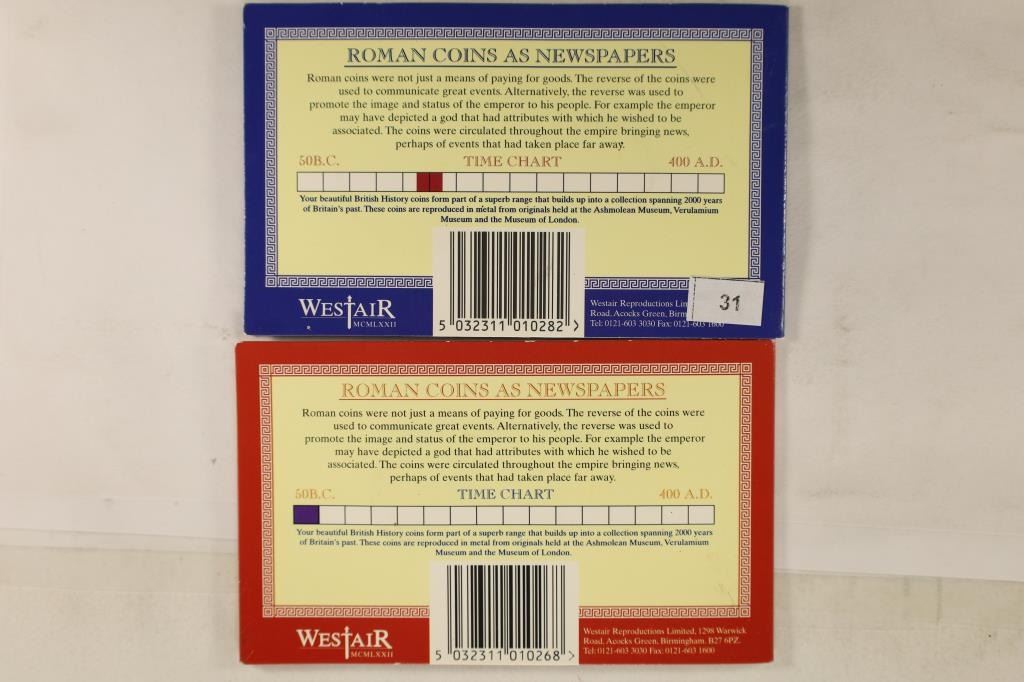 ROMAN COINS AS NEWSPAPERS
Roman coins were not just a means of paying for goods. The reverse of the coins were
used to communicate great events. Alternatively, the reverse was used to
promote the image and status of the emperor to his people. For example the emperor
may have depicted a god that had attributes with which he wished to be
associated. The coins were circulated throughout the empire bringing news,
perhaps of events that had taken place far away.
50B.C. TIME CHART 400 A.D.
Your beautiful British History coins form part of a superb range that builds up into a collection spanning 2000 years
of Britain's past. These coins are reproduced in metal from originals held at the Ashmolean Museum, Verulamium
Museum and the Museum of London.
WESTAIR
MCMLXXII
5 032311 010282 >
Westair Reproductions
Road, Acocks Green,
Tel: 0121-603 3030 Fax: 0121-603 1600
31
ROMAN COINS AS NEWSPAPERS
Roman coins were not just a means of paying for goods. The reverse of the coins were
used to communicate great events. Alternatively, the reverse was used to
promote the image and status of the emperor to his people. For example the emperor
may have depicted a god that had attributes with which he wished to be
associated. The coins were circulated throughout the empire bringing news,
perhaps of events that had taken place far away.
50B.C. TIME CHART 400 A.D.
Your beautiful British History coins form part of a superb range that builds up into a collection spanning 2000 years
of Britain's past. These coins are reproduced in metal from originals held at the Ashmolean Museum, Verulamium
Museum and the Museum of London.
WESTAIR
MCMLXXII
5 032311 010268 >
Westair Reproductions Limited, 1298 Warwick
Road, Acocks Green, Birmingham. B27 6PZ.
Tel: 0121-603 3030 Fax: 0121-603 1600